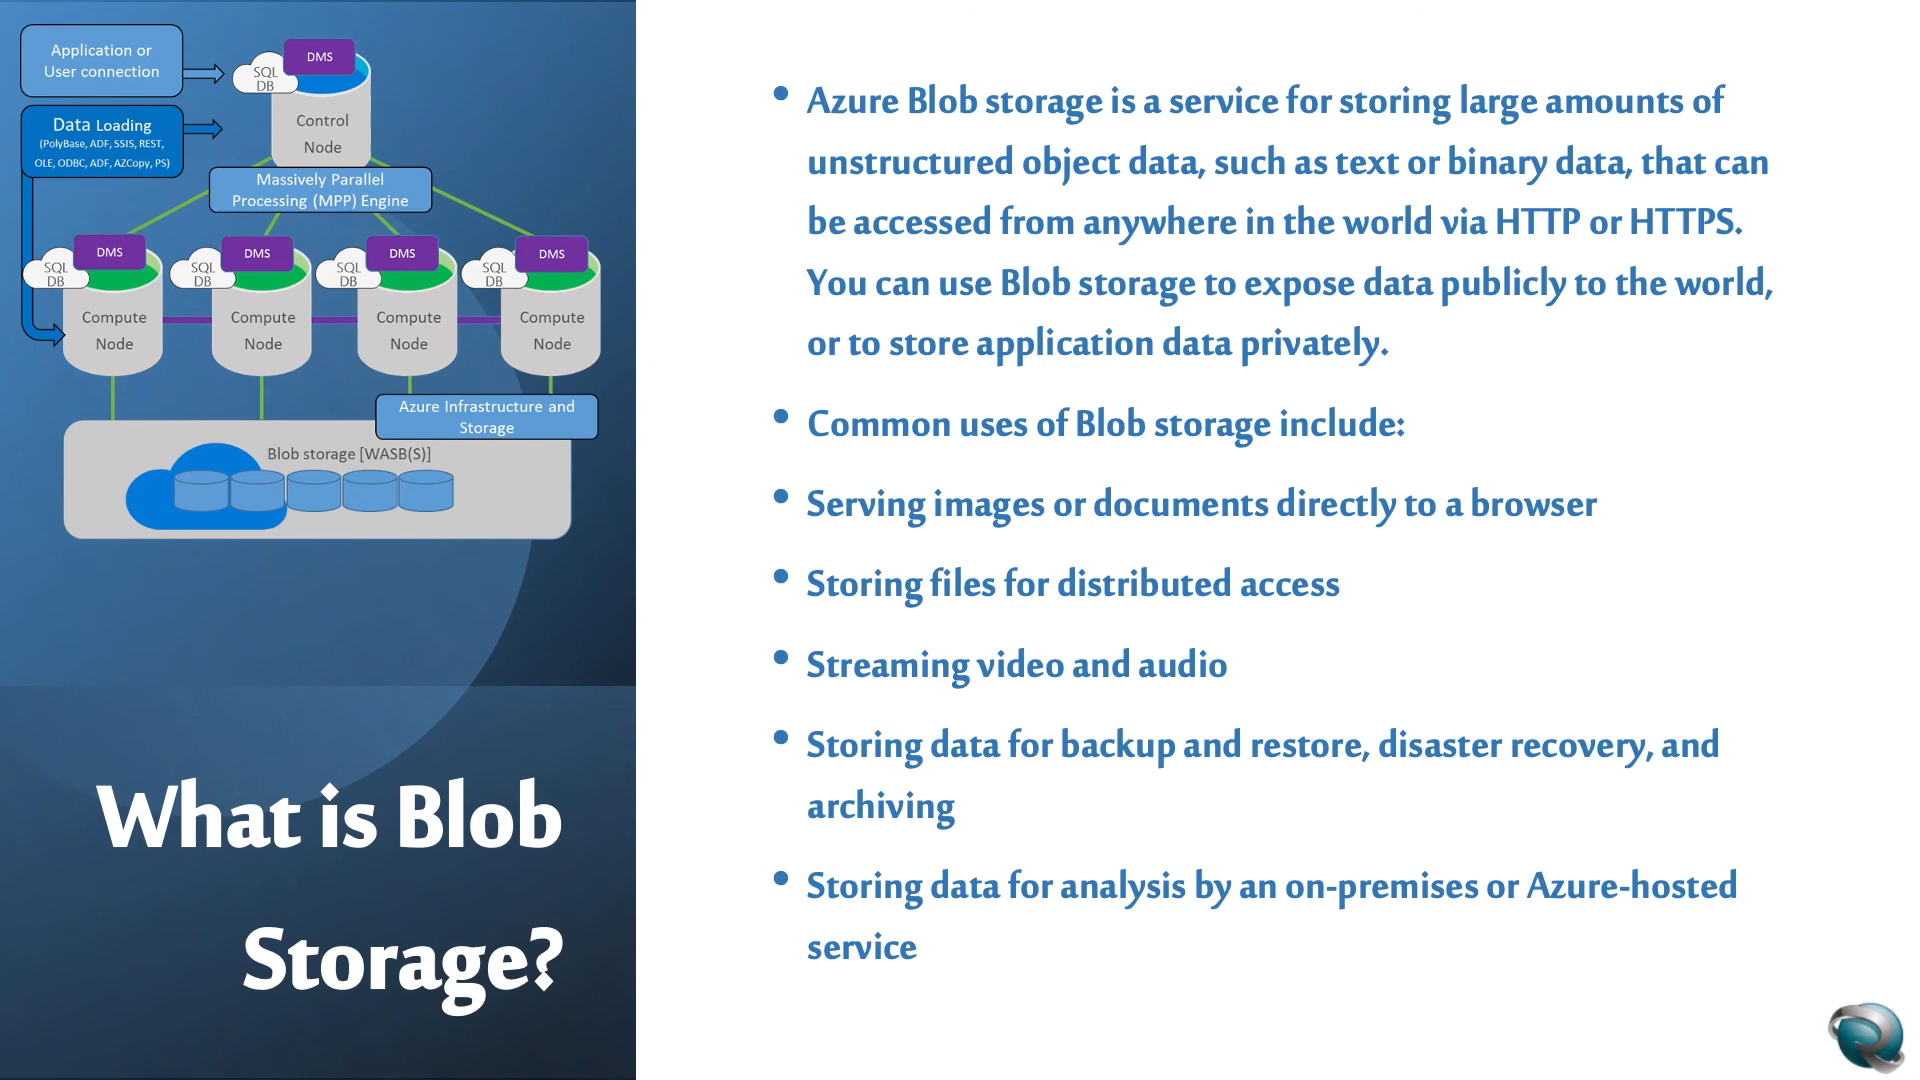 Application or
User connection
DMS
SQL
DB
Control
Node
Data Loading
(PolyBase, ADF, SSIS, REST,
OLE, ODBC, ADF, AZCopy, PS)
Massively Parallel
Processing (MPP) Engine
DMS
SQL
DB
Compute
Node
DMS
SQL
DB
Compute
Node
DMS
SQL
DB
Compute
Node
DMS
SQL
DB
Compute
Node
Azure Infrastructure and
Storage
Blob storage [WASB(S)]
What is Blob
Storage?
• Azure Blob storage is a service for storing large amounts of
unstructured object data, such as text or binary data, that can
be accessed from anywhere in the world via HTTP or HTTPS.
You can use Blob storage to expose data publicly to the world,
or to store application data privately.
• Common uses of Blob storage include:
• Serving images or documents directly to a browser
• Storing files for distributed access
• Streaming video and audio
• Storing data for backup and restore, disaster recovery, and
archiving
• Storing data for analysis by an on-premises or Azure-hosted
service